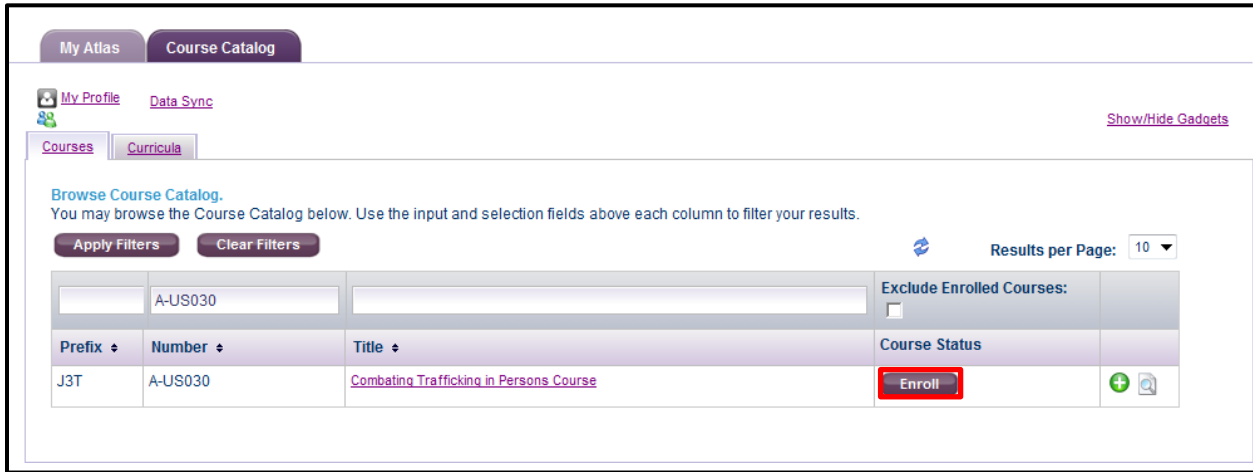 My Atlas Course Catalog
My Profile Data Sync
Show/Hide Gadgets
Courses Curricula
Browse Course Catalog.
You may browse the Course Catalog below. Use the input and selection fields above each column to filter your results.
Apply Filters Clear Filters Results per Page: 10
A-US030 Exclude Enrolled Courses:
Prefix Number Title Course Status
J3T A-US030 Combating Trafficking in Persons Course Enroll